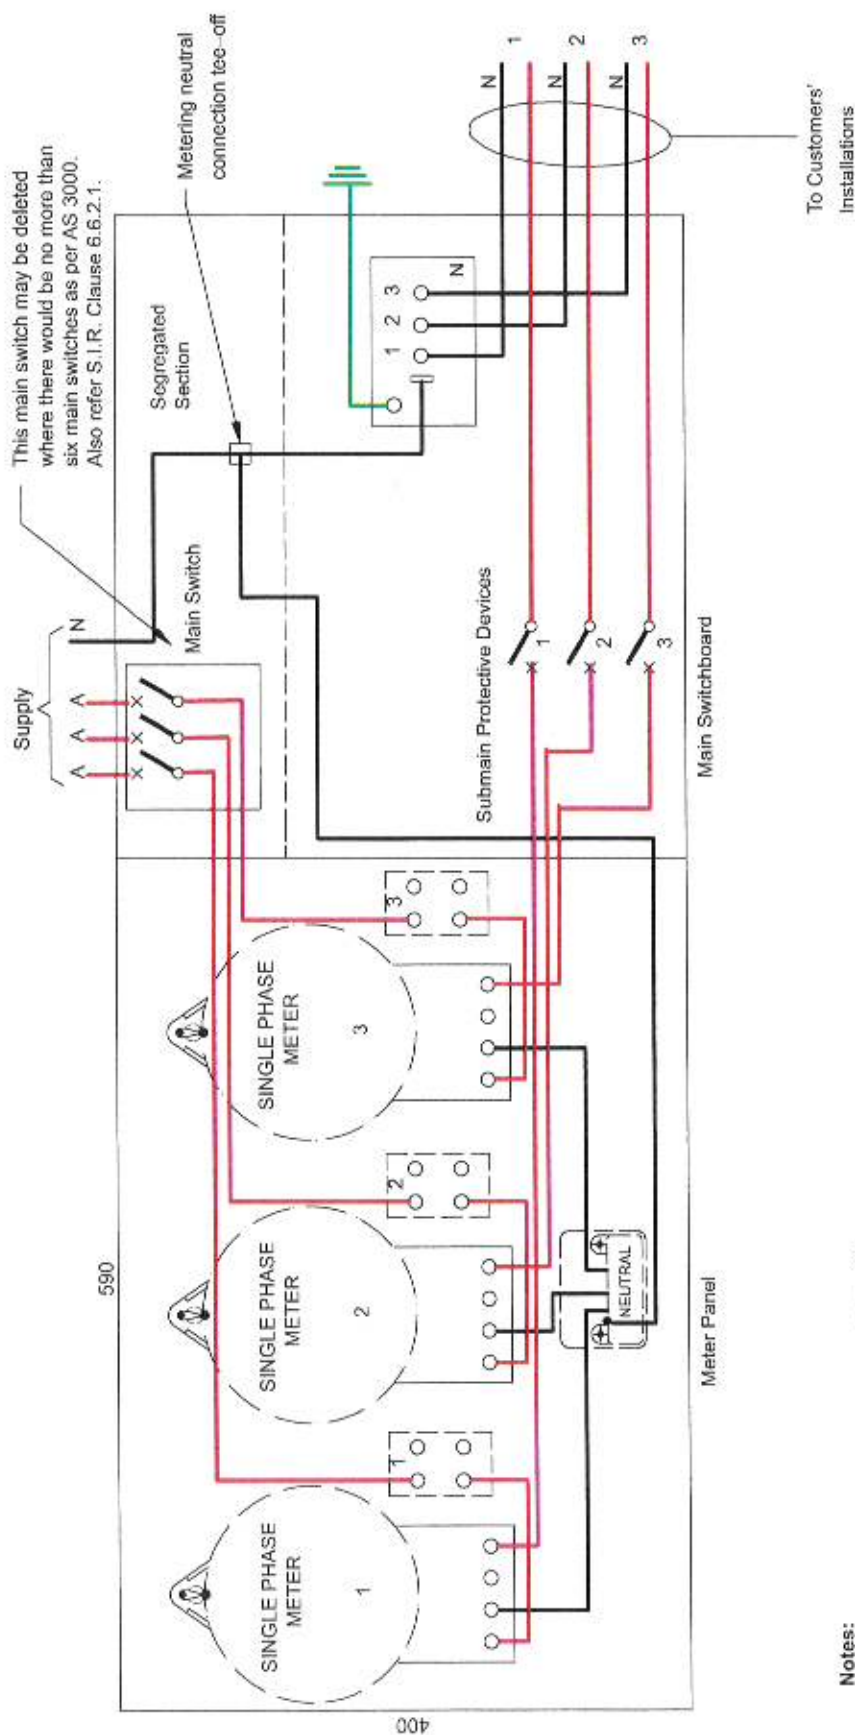 This main switch may be deleted
where there would be no more than
six main switches as per AS 3000.
Also refer S.I.R. Clause 6.6.2.1.
Supply
A
A
A
N
Metering neutral
connection tee-off
Segregated
Section
Main Switch
590
400
SINGLE PHASE
METER
1
SINGLE PHASE
METER
2
SINGLE PHASE
METER
3
1
2
3
1
2
3
N
N
1
N
2
N
3
Submain Protective Devices
1
2
3
NEUTRAL
To Customers'
Installations
Meter Panel
Main Switchboard
Notes: